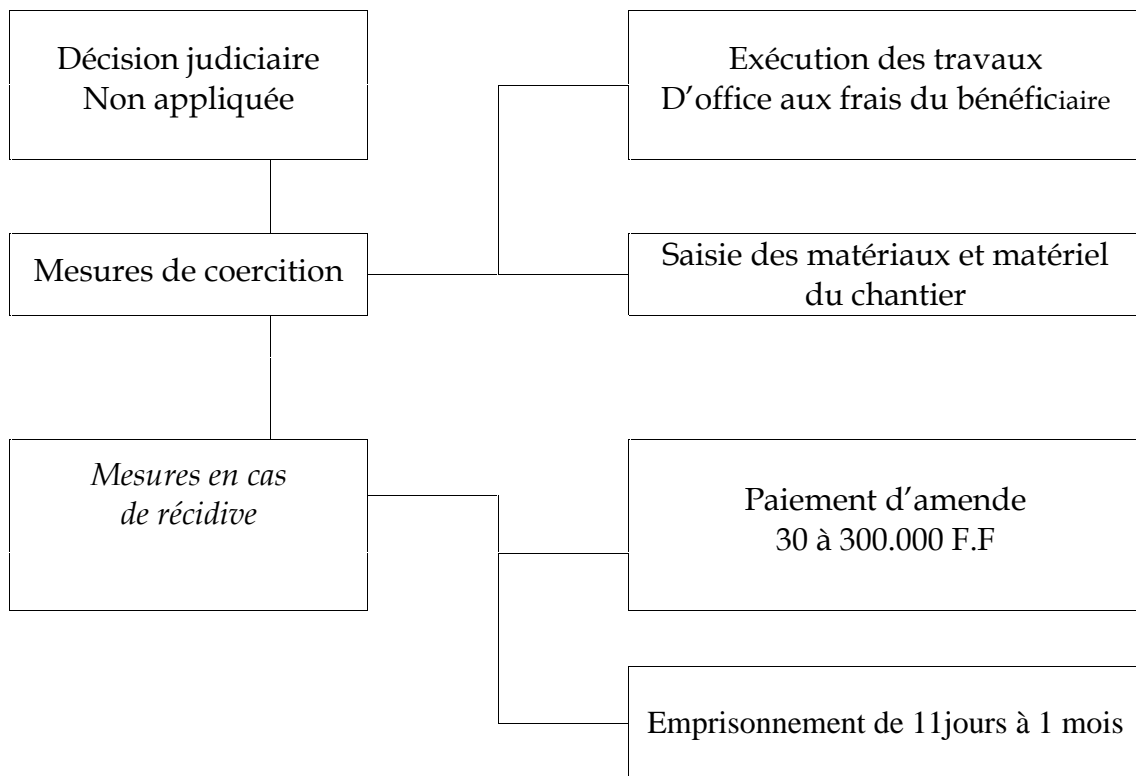 Décision judiciaire
Non appliquée
Exécution des travaux
D’office aux frais du bénéficiaire
Mesures de coercition
Saisie des matériaux et matériel
du chantier
Mesures en cas
de récidive
Paiement d’amende
30 à 300.000 F.F
Emprisonnement de 11jours à 1 mois